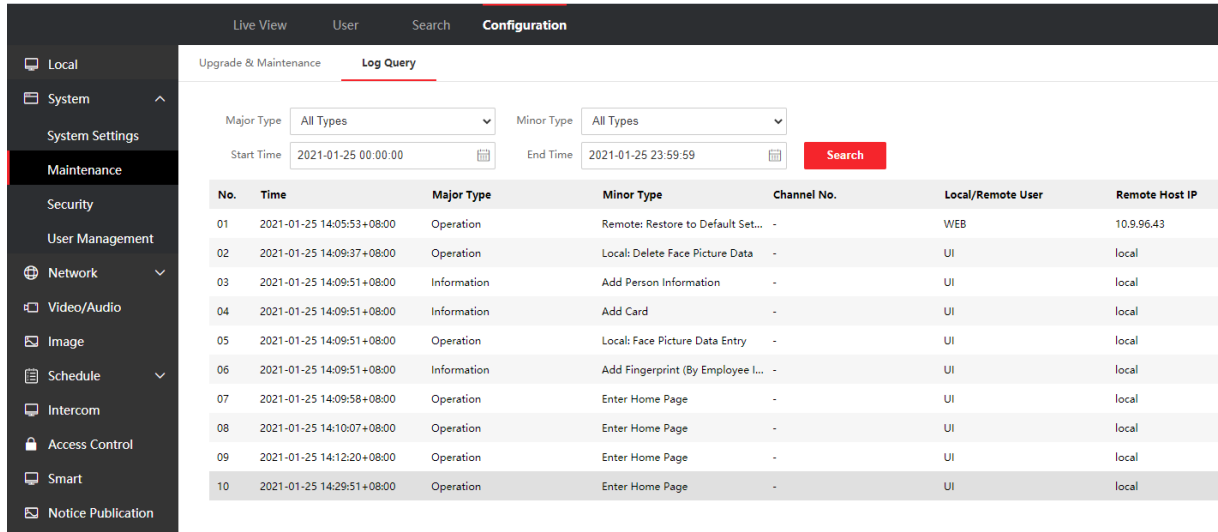 Live View User Search Configuration
Local
System
System Settings
Maintenance
Security
User Management
Network
Video/Audio
Image
Schedule
Intercom
Access Control
Smart
Notice Publication
Upgrade & Maintenance Log Query
Major Type All Types Minor Type All Types
Start Time 2021-01-25 00:00:00 End Time 2021-01-25 23:59:59 Search
No. Time Major Type Minor Type Channel No. Local/Remote User Remote Host IP
01 2021-01-25 14:05:53+08:00 Operation Remote: Restore to Default Set... - WEB 10.9.96.43
02 2021-01-25 14:09:37+08:00 Operation Local: Delete Face Picture Data - UI local
03 2021-01-25 14:09:51+08:00 Information Add Person Information - UI local
04 2021-01-25 14:09:51+08:00 Information Add Card - UI local
05 2021-01-25 14:09:51+08:00 Operation Local: Face Picture Data Entry - UI local
06 2021-01-25 14:09:51+08:00 Information Add Fingerprint (By Employee I... - UI local
07 2021-01-25 14:09:58+08:00 Operation Enter Home Page - UI local
08 2021-01-25 14:10:07+08:00 Operation Enter Home Page - UI local
09 2021-01-25 14:12:20+08:00 Operation Enter Home Page - UI local
10 2021-01-25 14:29:51+08:00 Operation Enter Home Page - UI local